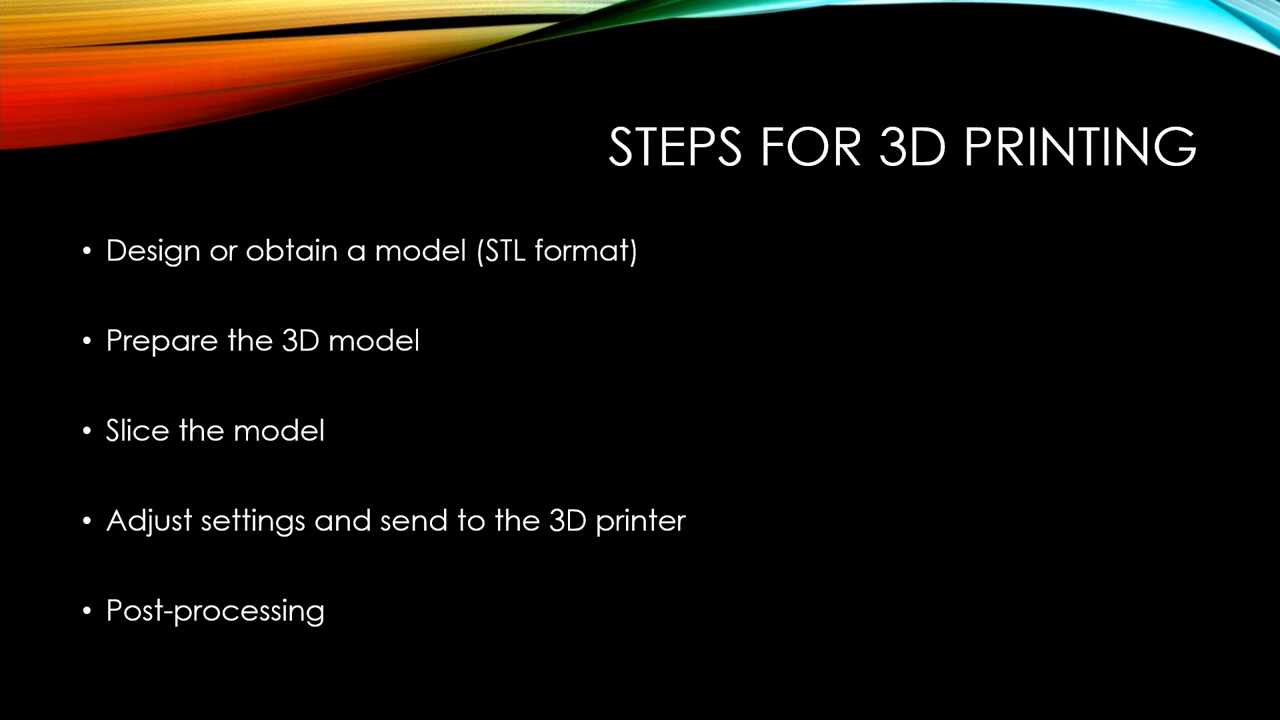 STEPS FOR 3D PRINTING
• Design or obtain a model (STL format)
• Prepare the 3D model
• Slice the model
• Adjust settings and send to the 3D printer
• Post-processing